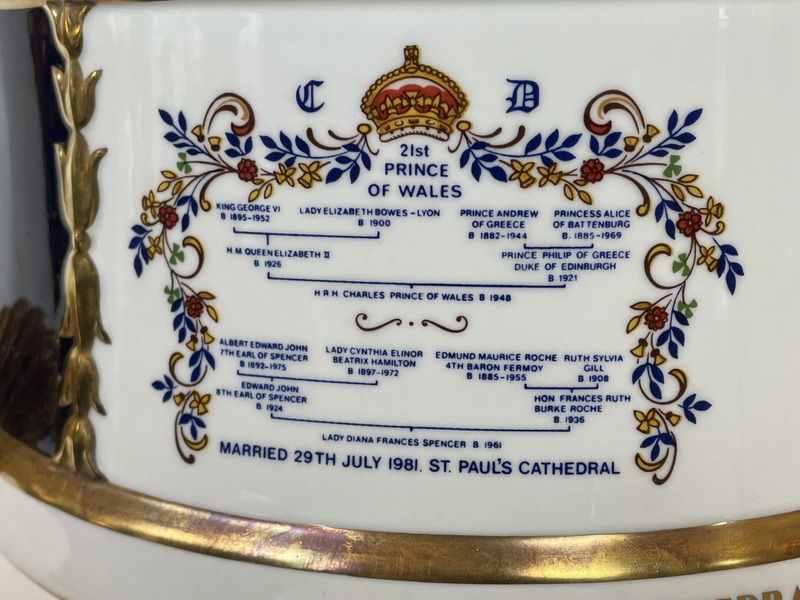 C D
21st
PRINCE
OF WALES
KING GEORGE VI
B 1895-1952
LADY ELIZABETH BOWES-LYON
B 1900
PRINCE ANDREW
OF GREECE
B 1882-1944
PRINCESS ALICE
OF BATTENBURG
B. 1885-1969
H.M QUEEN ELIZABETH II
B 1926
PRINCE PHILIP OF GREECE
DUKE OF EDINBURGH
B 1921
H R H CHARLES PRINCE OF WALES B 1948
ALBERT EDWARD JOHN
7TH EARL OF SPENCER
B 1892-1975
LADY CYNTHIA ELINOR
BEATRIX HAMILTON
B 1897-1972
EDMUND MAURICE ROCHE
4TH BARON FERMOY
B 1885-1955
RUTH SYLVIA
GILL
B 1908
EDWARD JOHN
8TH EARL OF SPENCER
B 1924
HON FRANCES RUTH
BURKE ROCHE
B. 1936
LADY DIANA FRANCES SPENCER B 1961
MARRIED 29TH JULY 1981. ST. PAUL'S CATHEDRAL